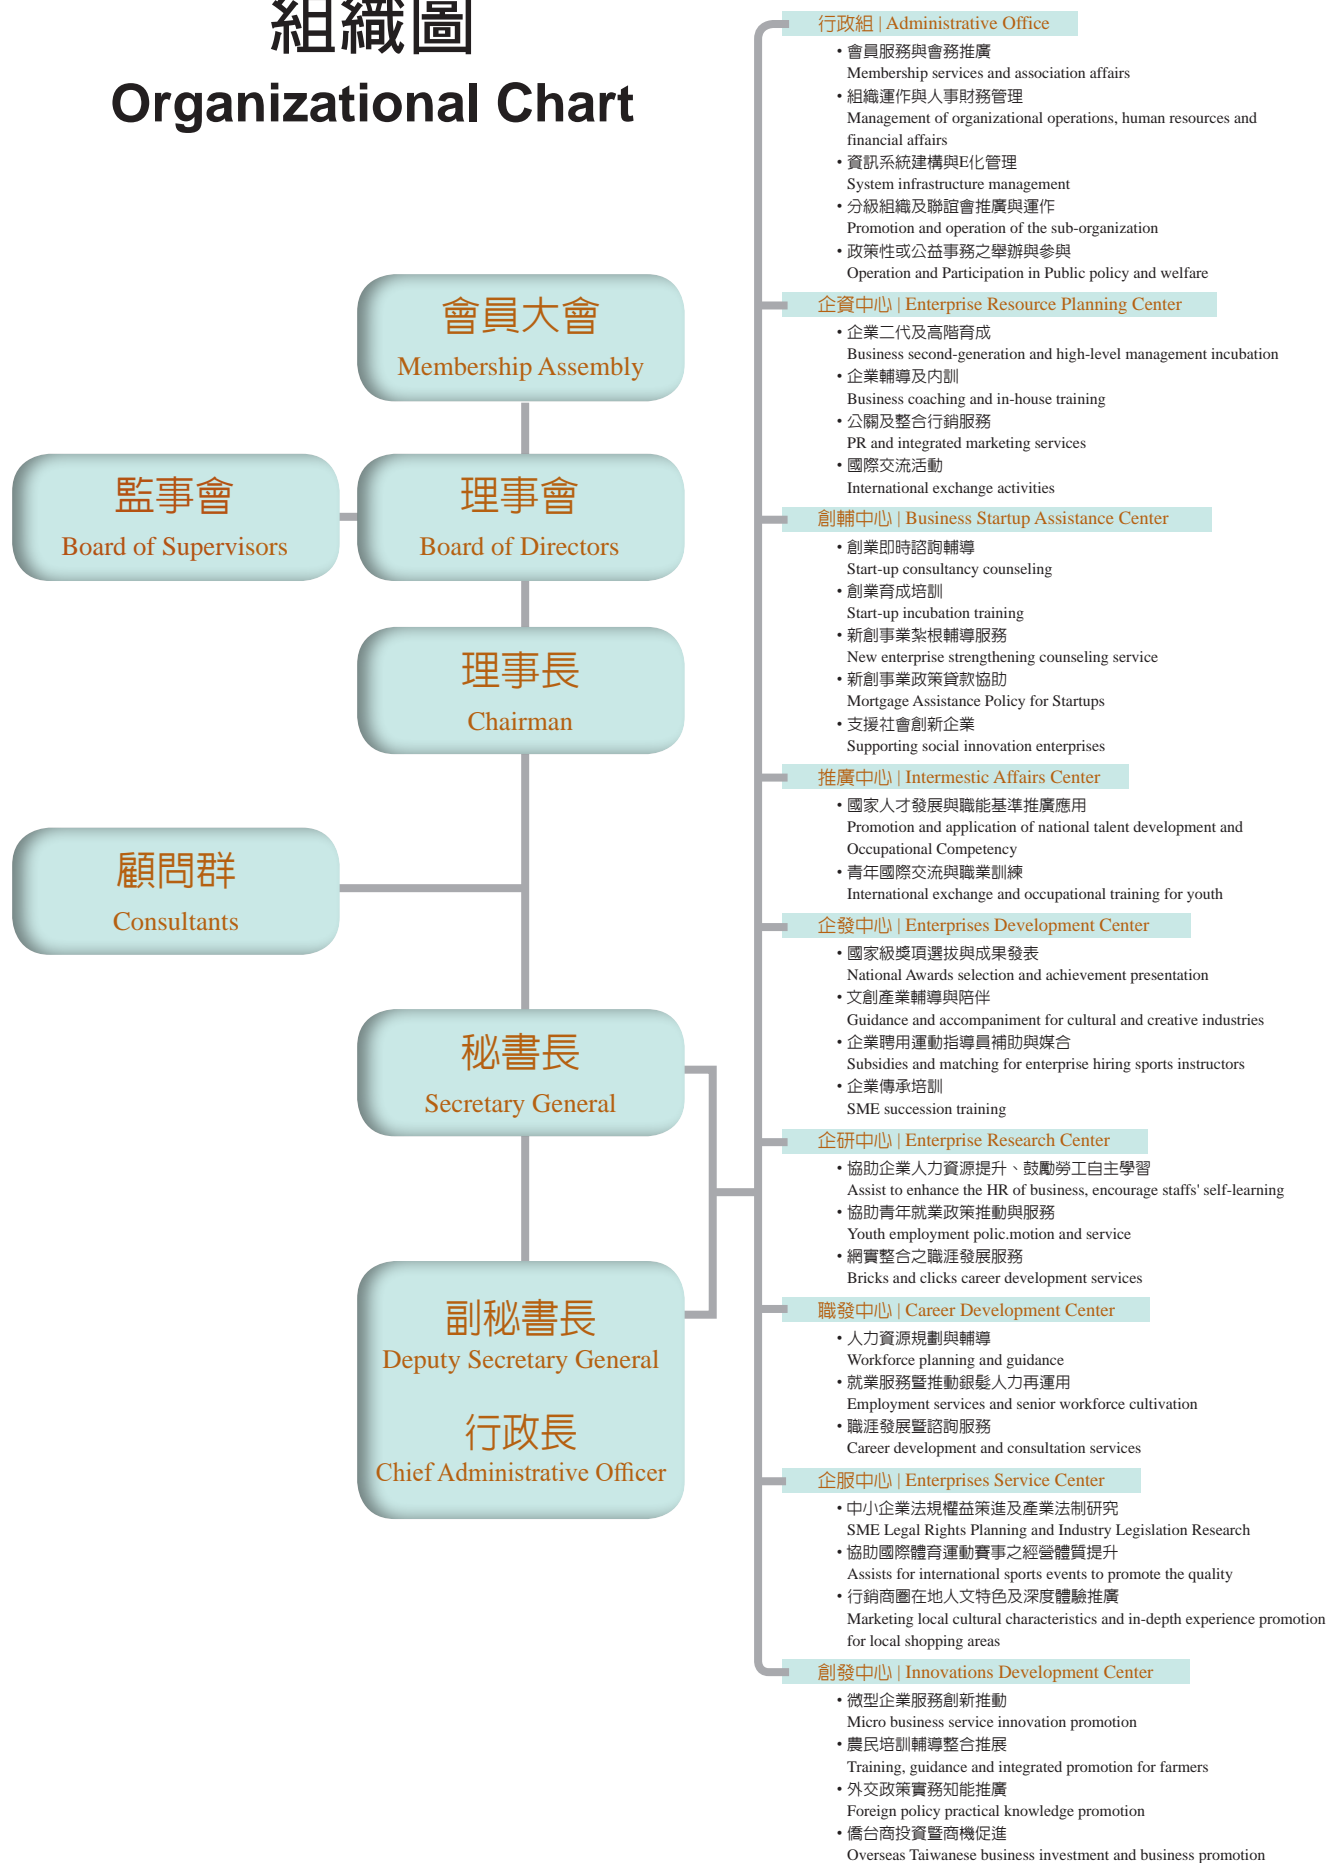 組織圖
Organizational Chart
會員大會
Membership Assembly
監事會
Board of Supervisors
理事會
Board of Directors
理事長
Chairman
顧問群
Consultants
秘書長
Secretary General
副秘書長
Deputy Secretary General
行政長
Chief Administrative Officer
行政組 | Administrative Office
• 會員服務與會務推廣
Membership services and association affairs
• 組織運作與人事財務管理
Management of organizational operations, human resources and
financial affairs
• 資訊系統建構與E化管理
System infrastructure management
• 分級組織及聯誼會推廣與運作
Promotion and operation of the sub-organization
• 政策性或公益事務之舉辦與參與
Operation and Participation in Public policy and welfare
企資中心 | Enterprise Resource Planning Center
• 企業二代及高階育成
Business second-generation and high-level management incubation
• 企業輔導及內訓
Business coaching and in-house training
• 公關及整合行銷服務
PR and integrated marketing services
• 國際交流活動
International exchange activities
創輔中心 | Business Startup Assistance Center
• 創業即時諮詢輔導
Start-up consultancy counseling
• 創業育成培訓
Start-up incubation training
• 新創事業紮根輔導服務
New enterprise strengthening counseling service
• 新創事業政策貸款協助
Mortgage Assistance Policy for Startups
• 支援社會創新企業
Supporting social innovation enterprises
推廣中心 | Intermestic Affairs Center
• 國家人才發展與職能基準推廣應用
Promotion and application of national talent development and
Occupational Competency
• 青年國際交流與職業訓練
International exchange and occupational training for youth
企發中心 | Enterprises Development Center
• 國家級獎項選拔與成果發表
National Awards selection and achievement presentation
• 文創產業輔導與陪伴
Guidance and accompaniment for cultural and creative industries
• 企業聘用運動指導員補助與媒合
Subsidies and matching for enterprise hiring sports instructors
• 企業傳承培訓
SME succession training
企研中心 | Enterprise Research Center
• 協助企業人力資源提升、鼓勵勞工自主學習
Assist to enhance the HR of business, encourage staffs' self-learning
• 協助青年就業政策推動與服務
Youth employment polic.motion and service
• 網實整合之職涯發展服務
Bricks and clicks career development services
職發中心 | Career Development Center
• 人力資源規劃與輔導
Workforce planning and guidance
• 就業服務暨推動銀髮人力再運用
Employment services and senior workforce cultivation
• 職涯發展暨諮詢服務
Career development and consultation services
企服中心 | Enterprises Service Center
• 中小企業法規權益策進及產業法制研究
SME Legal Rights Planning and Industry Legislation Research
• 協助國際體育運動賽事之經營體質提升
Assists for international sports events to promote the quality
• 行銷商圈在地人文特色及深度體驗推廣
Marketing local cultural characteristics and in-depth experience promotion
for local shopping areas
創發中心 | Innovations Development Center
• 微型企業服務創新推動
Micro business service innovation promotion
• 農民培訓輔導整合推展
Training, guidance and integrated promotion for farmers
• 外交政策實務知能推廣
Foreign policy practical knowledge promotion
• 僑台商投資暨商機促進
Overseas Taiwanese business investment and business promotion